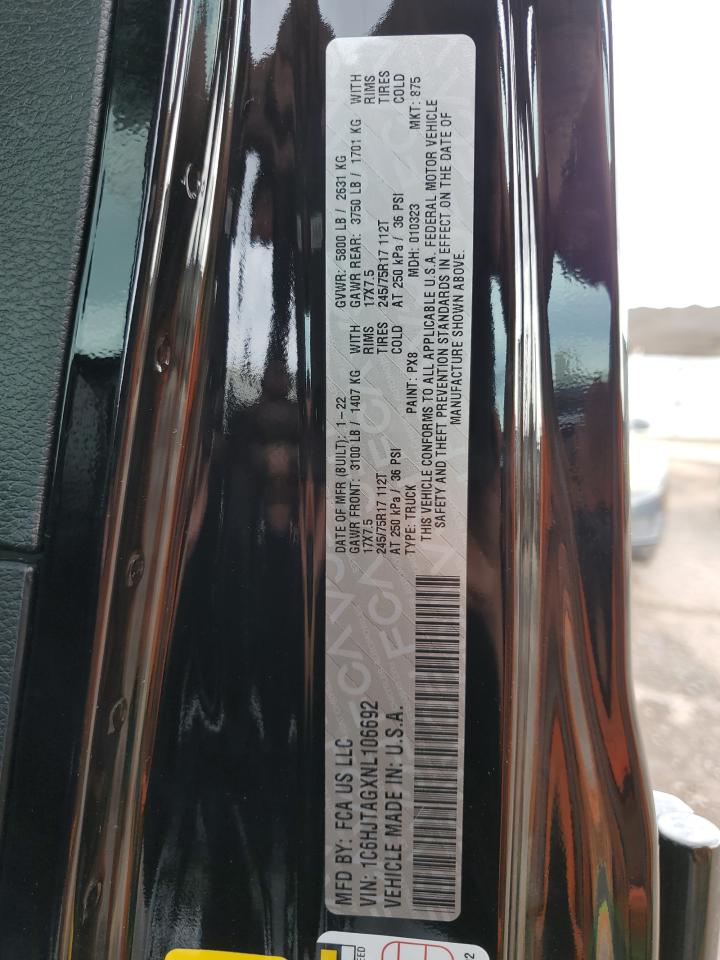 MFD BY: FCA US LLC
DATE OF MFR (BUILT): 1-22 GVWR: 5800 LB / 2631 KG
GAWR FRONT: 3100 LB / 1407 KG WITH GAWR REAR: 3750 LB / 1701 KG WITH
17X7.5 RIMS 17X7.5 RIMS
245/75R17 112T TIRES 245/75R17 112T TIRES
AT 250 kPa / 36 PSI COLD AT 250 kPa / 36 PSI COLD
VIN: 1C6HJTAGXNL106692
TYPE: TRUCK PAINT: PX8 MDH: 010323 MKT: 875
VEHICLE MADE IN: U.S.A.
THIS VEHICLE CONFORMS TO ALL APPLICABLE U.S.A. FEDERAL MOTOR VEHICLE
SAFETY AND THEFT PREVENTION STANDARDS IN EFFECT ON THE DATE OF
MANUFACTURE SHOWN ABOVE.